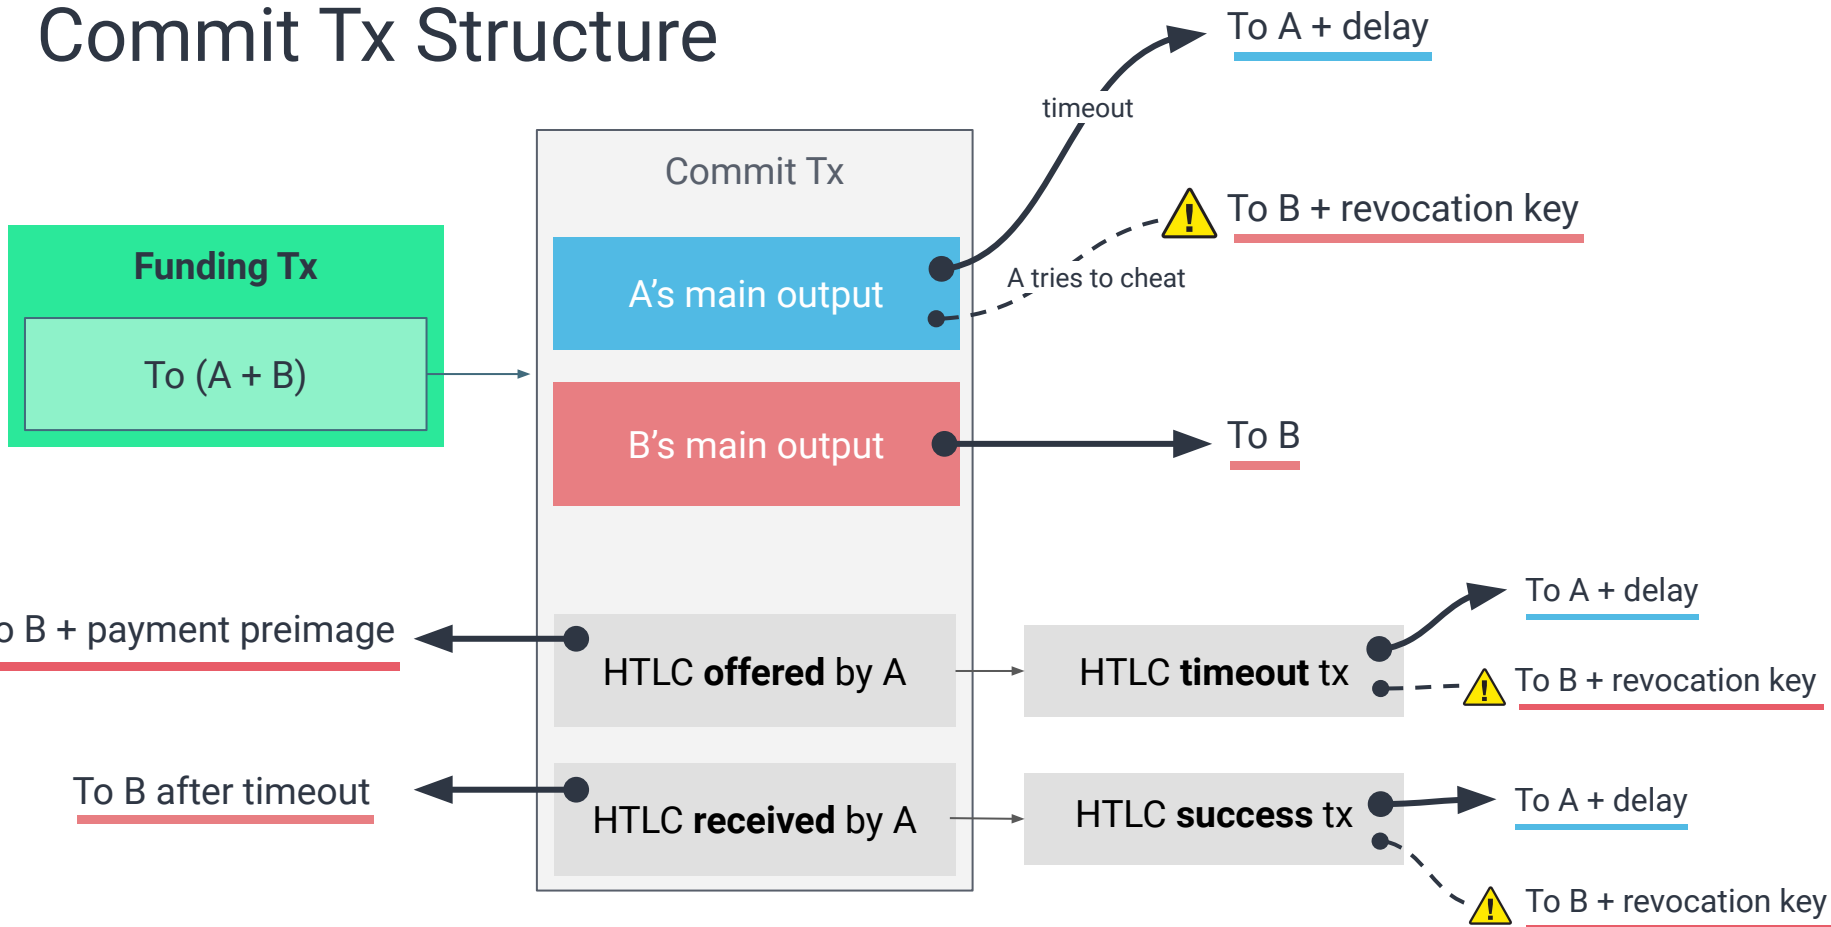 Commit Tx Structure
To A + delay
timeout
Commit Tx
To B + revocation key
Funding Tx
A's main output
A tries to cheat
To (A + B)
B's main output
To B
o B + payment preimage
HTLC offered by A
HTLC timeout tx
To A + delay
To B + revocation key
To B after timeout
HTLC received by A
HTLC success tx
To A + delay
To B + revocation key